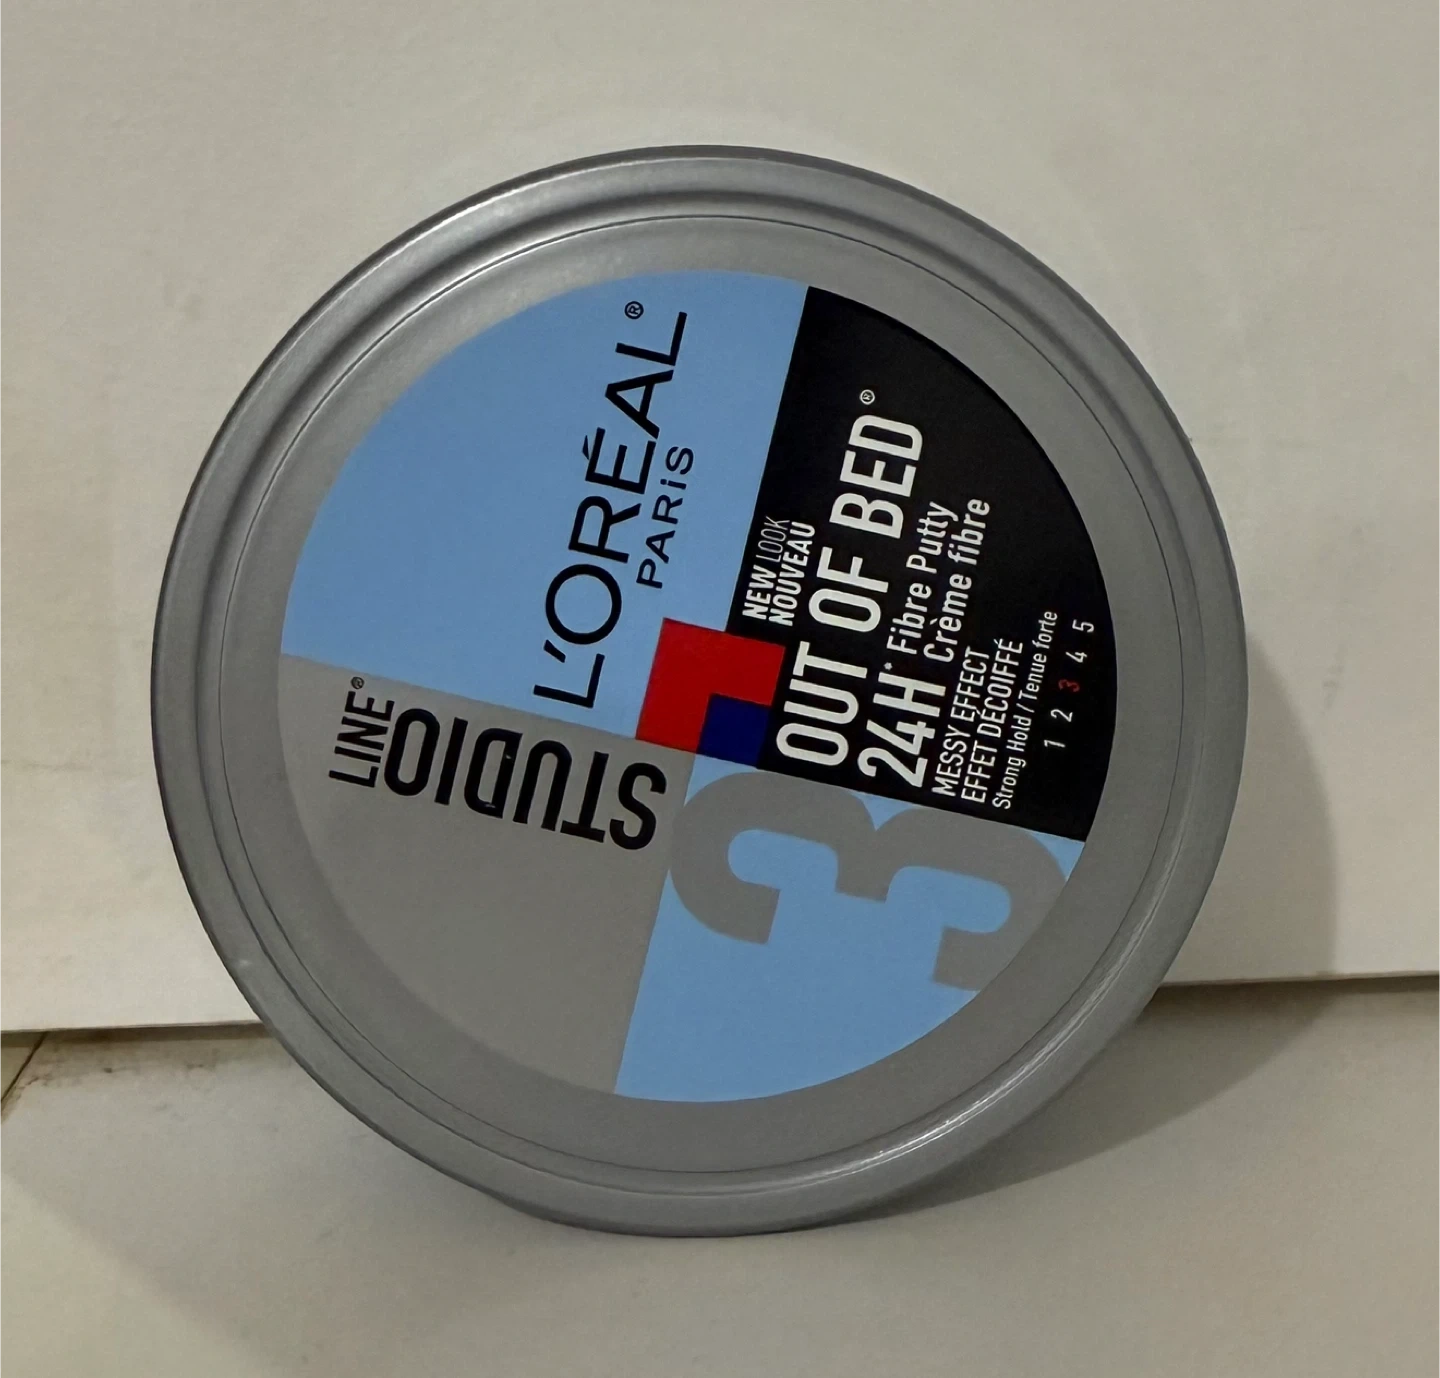 L'ORÉAL®
PARiS
STUDIO
LINE®
NEW LOOK
NOUVEAU
OUT OF BED®
24H* Fibre Putty
Crème fibre
MESSY EFFECT
EFFET DÉCOIFFÉ
Strong Hold / Tenue forte
1 2 3 4 5
3